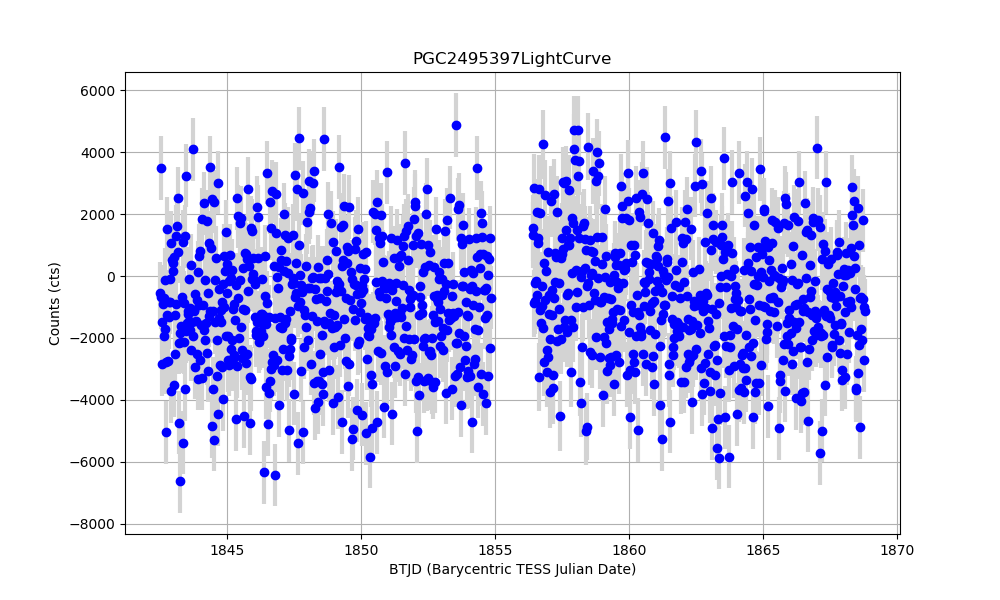 PGC2495397LightCurve
Counts (cts)
6000
4000
2000
0
−2000
−4000
−6000
−8000
1845 1850 1855 1860 1865 1870
BTJD (Barycentric TESS Julian Date)